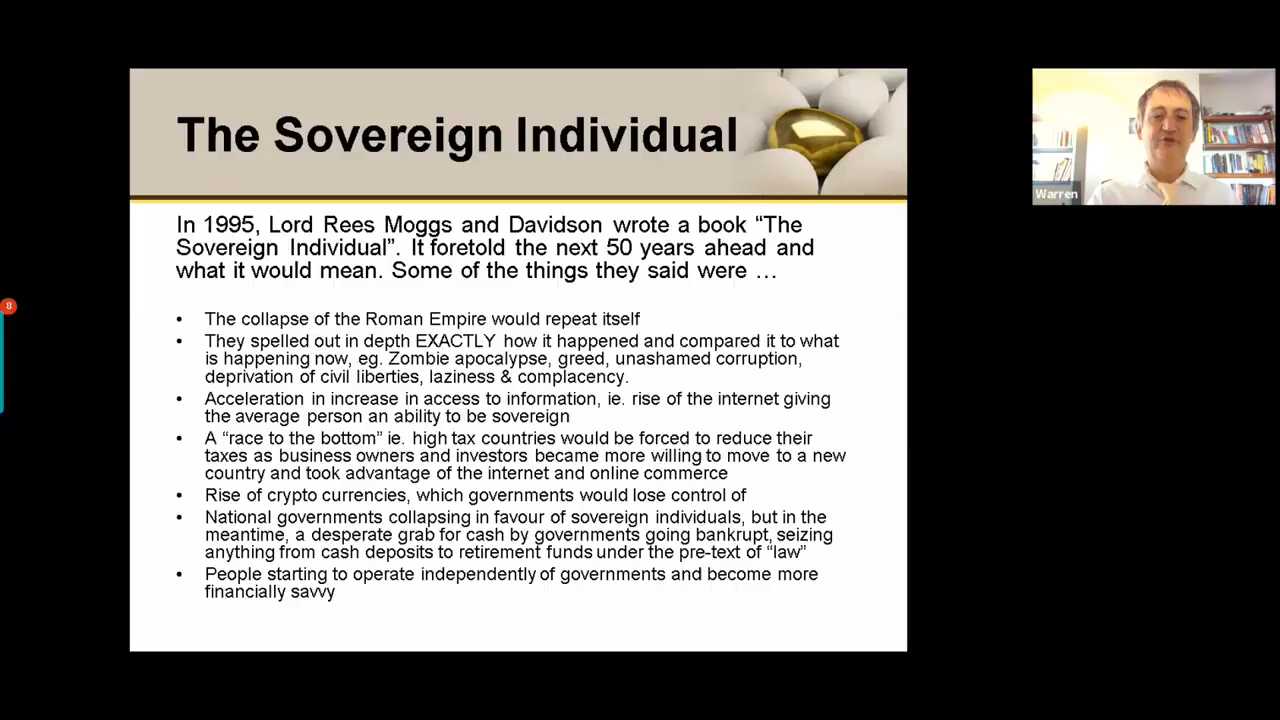 The Sovereign Individual
In 1995, Lord Rees Moggs and Davidson wrote a book “The
Sovereign Individual”. It foretold the next 50 years ahead and
what it would mean. Some of the things they said were …
• The collapse of the Roman Empire would repeat itself
• They spelled out in depth EXACTLY how it happened and compared it to what
is happening now, eg. Zombie apocalypse, greed, unashamed corruption,
deprivation of civil liberties, laziness & complacency.
• Acceleration in increase in access to information, ie. rise of the internet giving
the average person an ability to be sovereign
• A “race to the bottom” ie. high tax countries would be forced to reduce their
taxes as business owners and investors became more willing to move to a new
country and took advantage of the internet and online commerce
• Rise of crypto currencies, which governments would lose control of
• National governments collapsing in favour of sovereign individuals, but in the
meantime, a desperate grab for cash by governments going bankrupt, seizing
anything from cash deposits to retirement funds under the pre-text of “law”
• People starting to operate independently of governments and become more
financially savvy
Warren
8